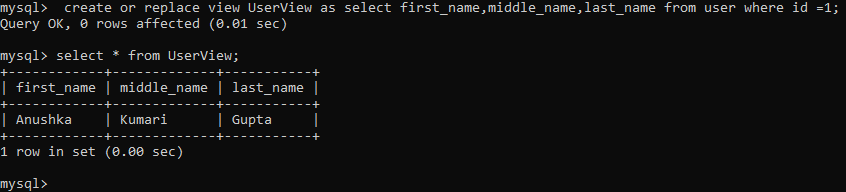 mysql>  create or replace view UserView as select first_name,middle_name,last_name from user where id =1;
Query OK, 0 rows affected (0.01 sec)
mysql> select * from UserView;
+------------+-------------+-----------+
| first_name | middle_name | last_name |
+------------+-------------+-----------+
| Anushka    | Kumari      | Gupta     |
+------------+-------------+-----------+
1 row in set (0.00 sec)
mysql>